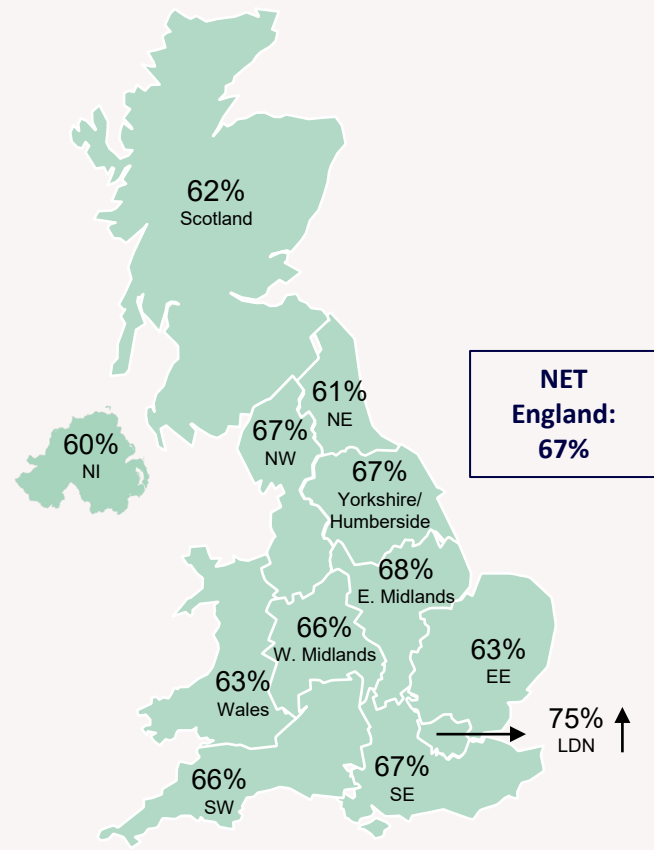 62%
Scotland
61%
NE
NET
England:
67%
67%
NW
60%
NI
67%
Yorkshire/
Humberside
68%
E. Midlands
66%
W. Midlands
63%
EE
63%
Wales
75%
LDN
67%
SE
66%
SW